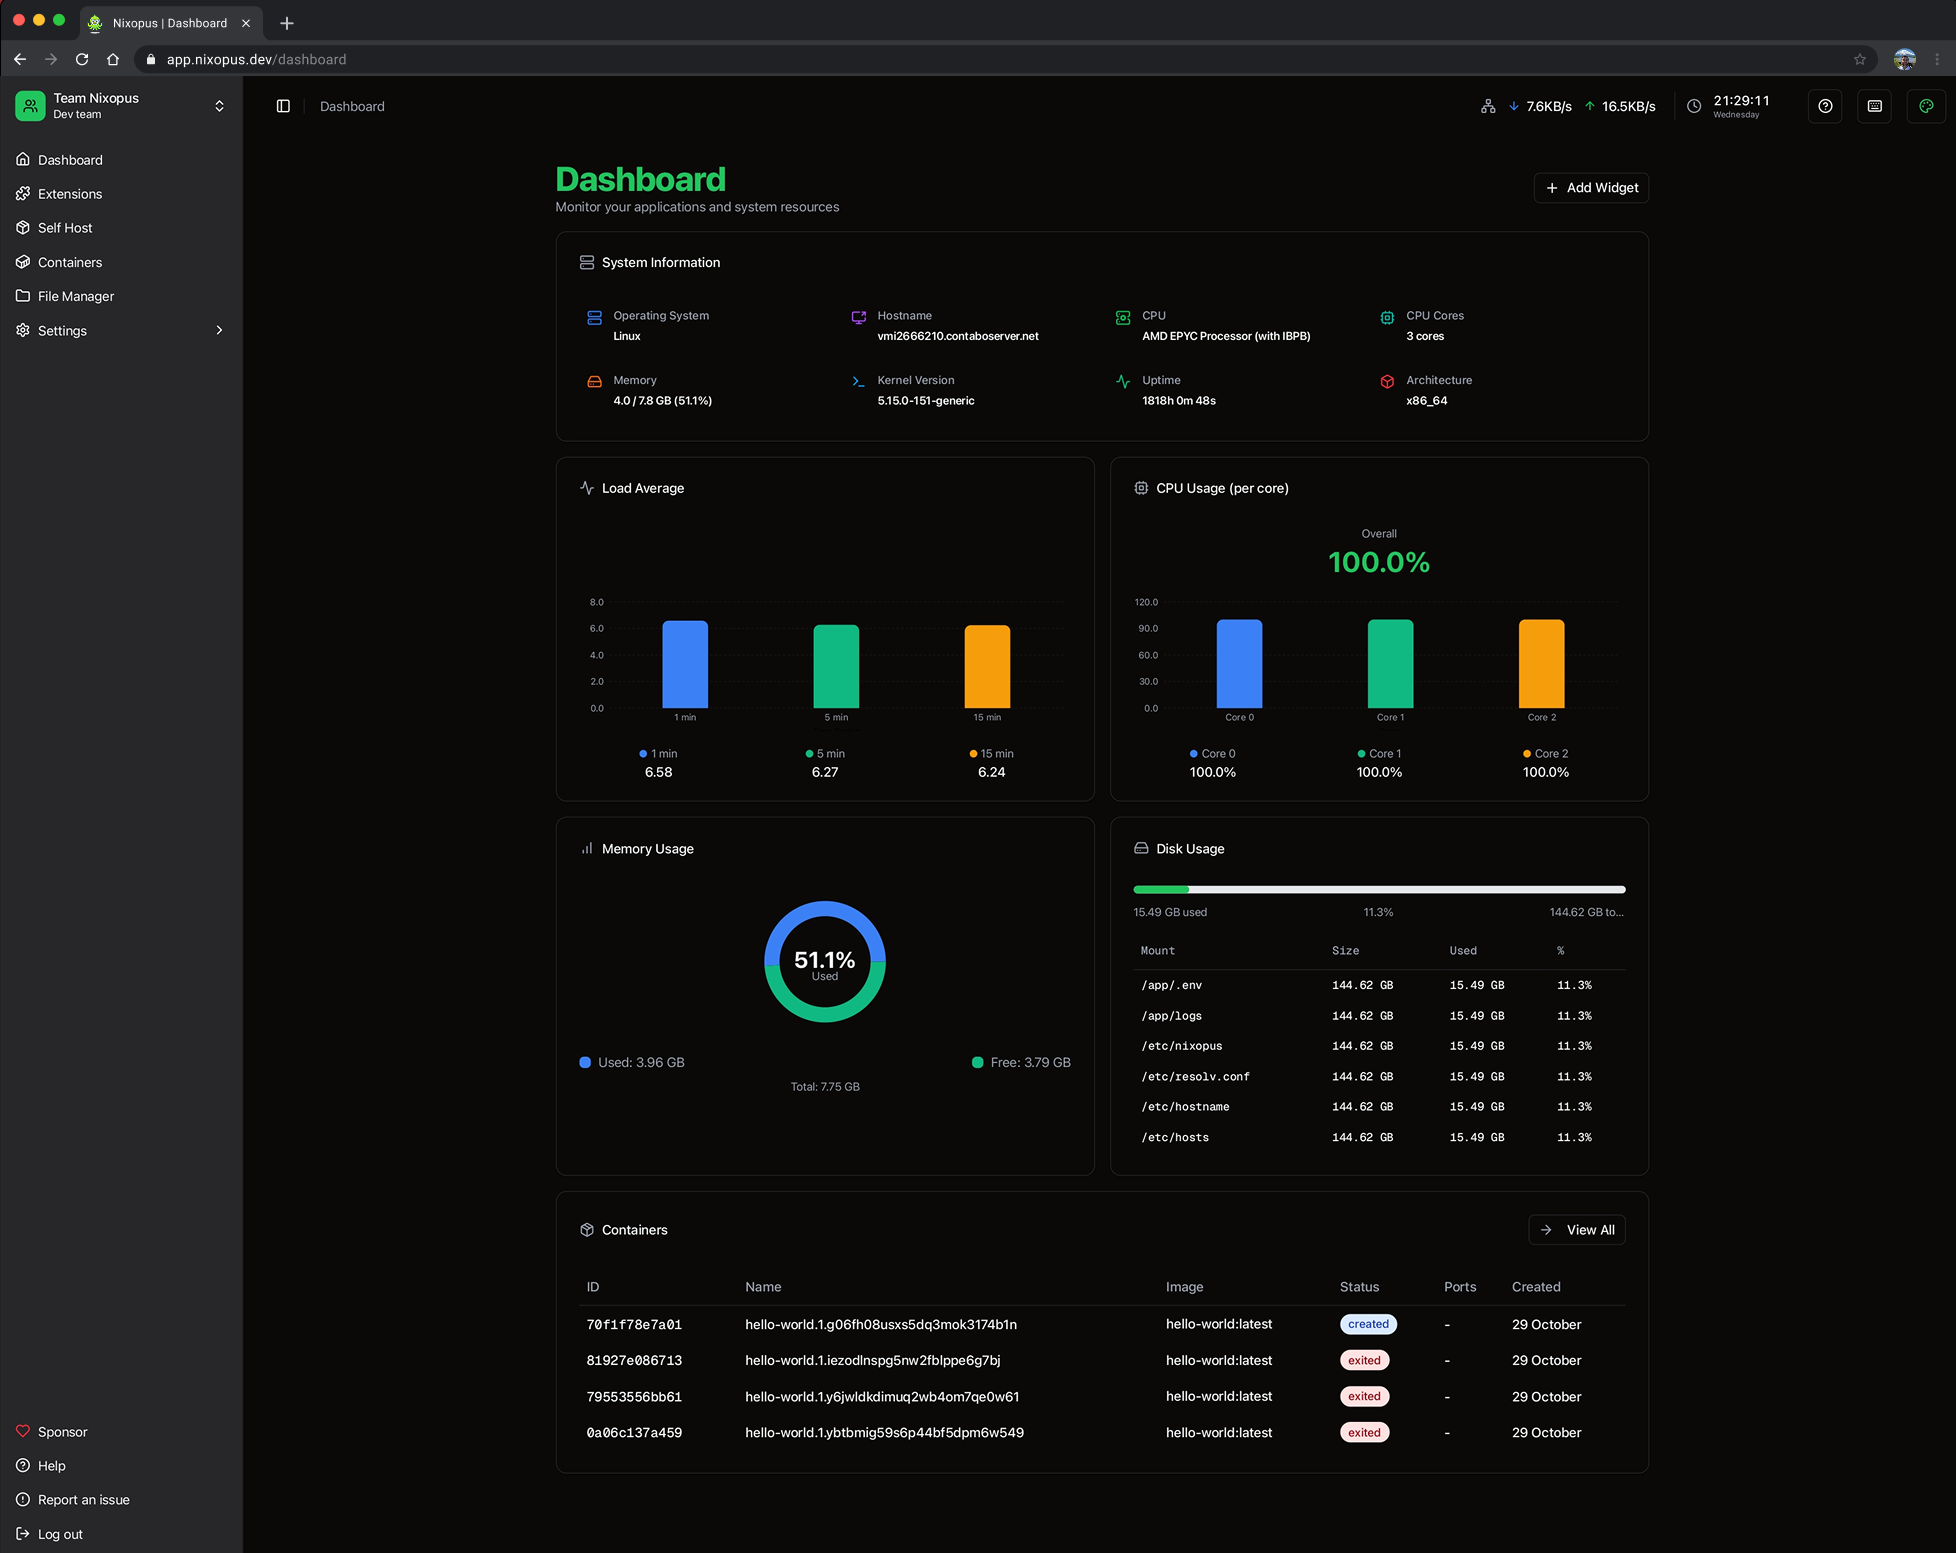 Nixopus | Dashboard
app.nixopus.dev/dashboard
Team Nixopus
Dev team
Dashboard
Extensions
Self Host
Containers
File Manager
Settings
Sponsor
Help
Report an issue
Log out
Dashboard
7.6KB/s 16.5KB/s
21:29:11
Wednesday
Dashboard
Monitor your applications and system resources
Add Widget
System Information
Operating System
Linux
Hostname
vmi2666210.contaboserver.net
CPU
AMD EPYC Processor (with IBPB)
CPU Cores
3 cores
Memory
4.0 / 7.8 GB (51.1%)
Kernel Version
5.15.0-151-generic
Uptime
1818h 0m 48s
Architecture
x86_64
Load Average
8.0
6.0
4.0
2.0
0.0
1 min 5 min 15 min
1 min 5 min 15 min
6.58 6.27 6.24
CPU Usage (per core)
Overall
100.0%
120.0
90.0
60.0
30.0
0.0
Core 0 Core 1 Core 2
Core 0 Core 1 Core 2
100.0% 100.0% 100.0%
Memory Usage
51.1%
Used
Used: 3.96 GB Free: 3.79 GB
Total: 7.75 GB
Disk Usage
15.49 GB used 11.3% 144.62 GB to...
Mount Size Used %
/app/.env 144.62 GB 15.49 GB 11.3%
/app/logs 144.62 GB 15.49 GB 11.3%
/etc/nixopus 144.62 GB 15.49 GB 11.3%
/etc/resolv.conf 144.62 GB 15.49 GB 11.3%
/etc/hostname 144.62 GB 15.49 GB 11.3%
/etc/hosts 144.62 GB 15.49 GB 11.3%
Containers
View All
ID Name Image Status Ports Created
70f1f78e7a01 hello-world.1.g06fh08usxs5dq3mok3174b1n hello-world:latest created - 29 October
81927e086713 hello-world.1.iezodlnspg5nw2fblppe6g7bj hello-world:latest exited - 29 October
79553556bb61 hello-world.1.y6jwldkdimuq2wb4om7qe0w61 hello-world:latest exited - 29 October
0a06c137a459 hello-world.1.ybtbmig59s6p44bf5dpm6w549 hello-world:latest exited - 29 October